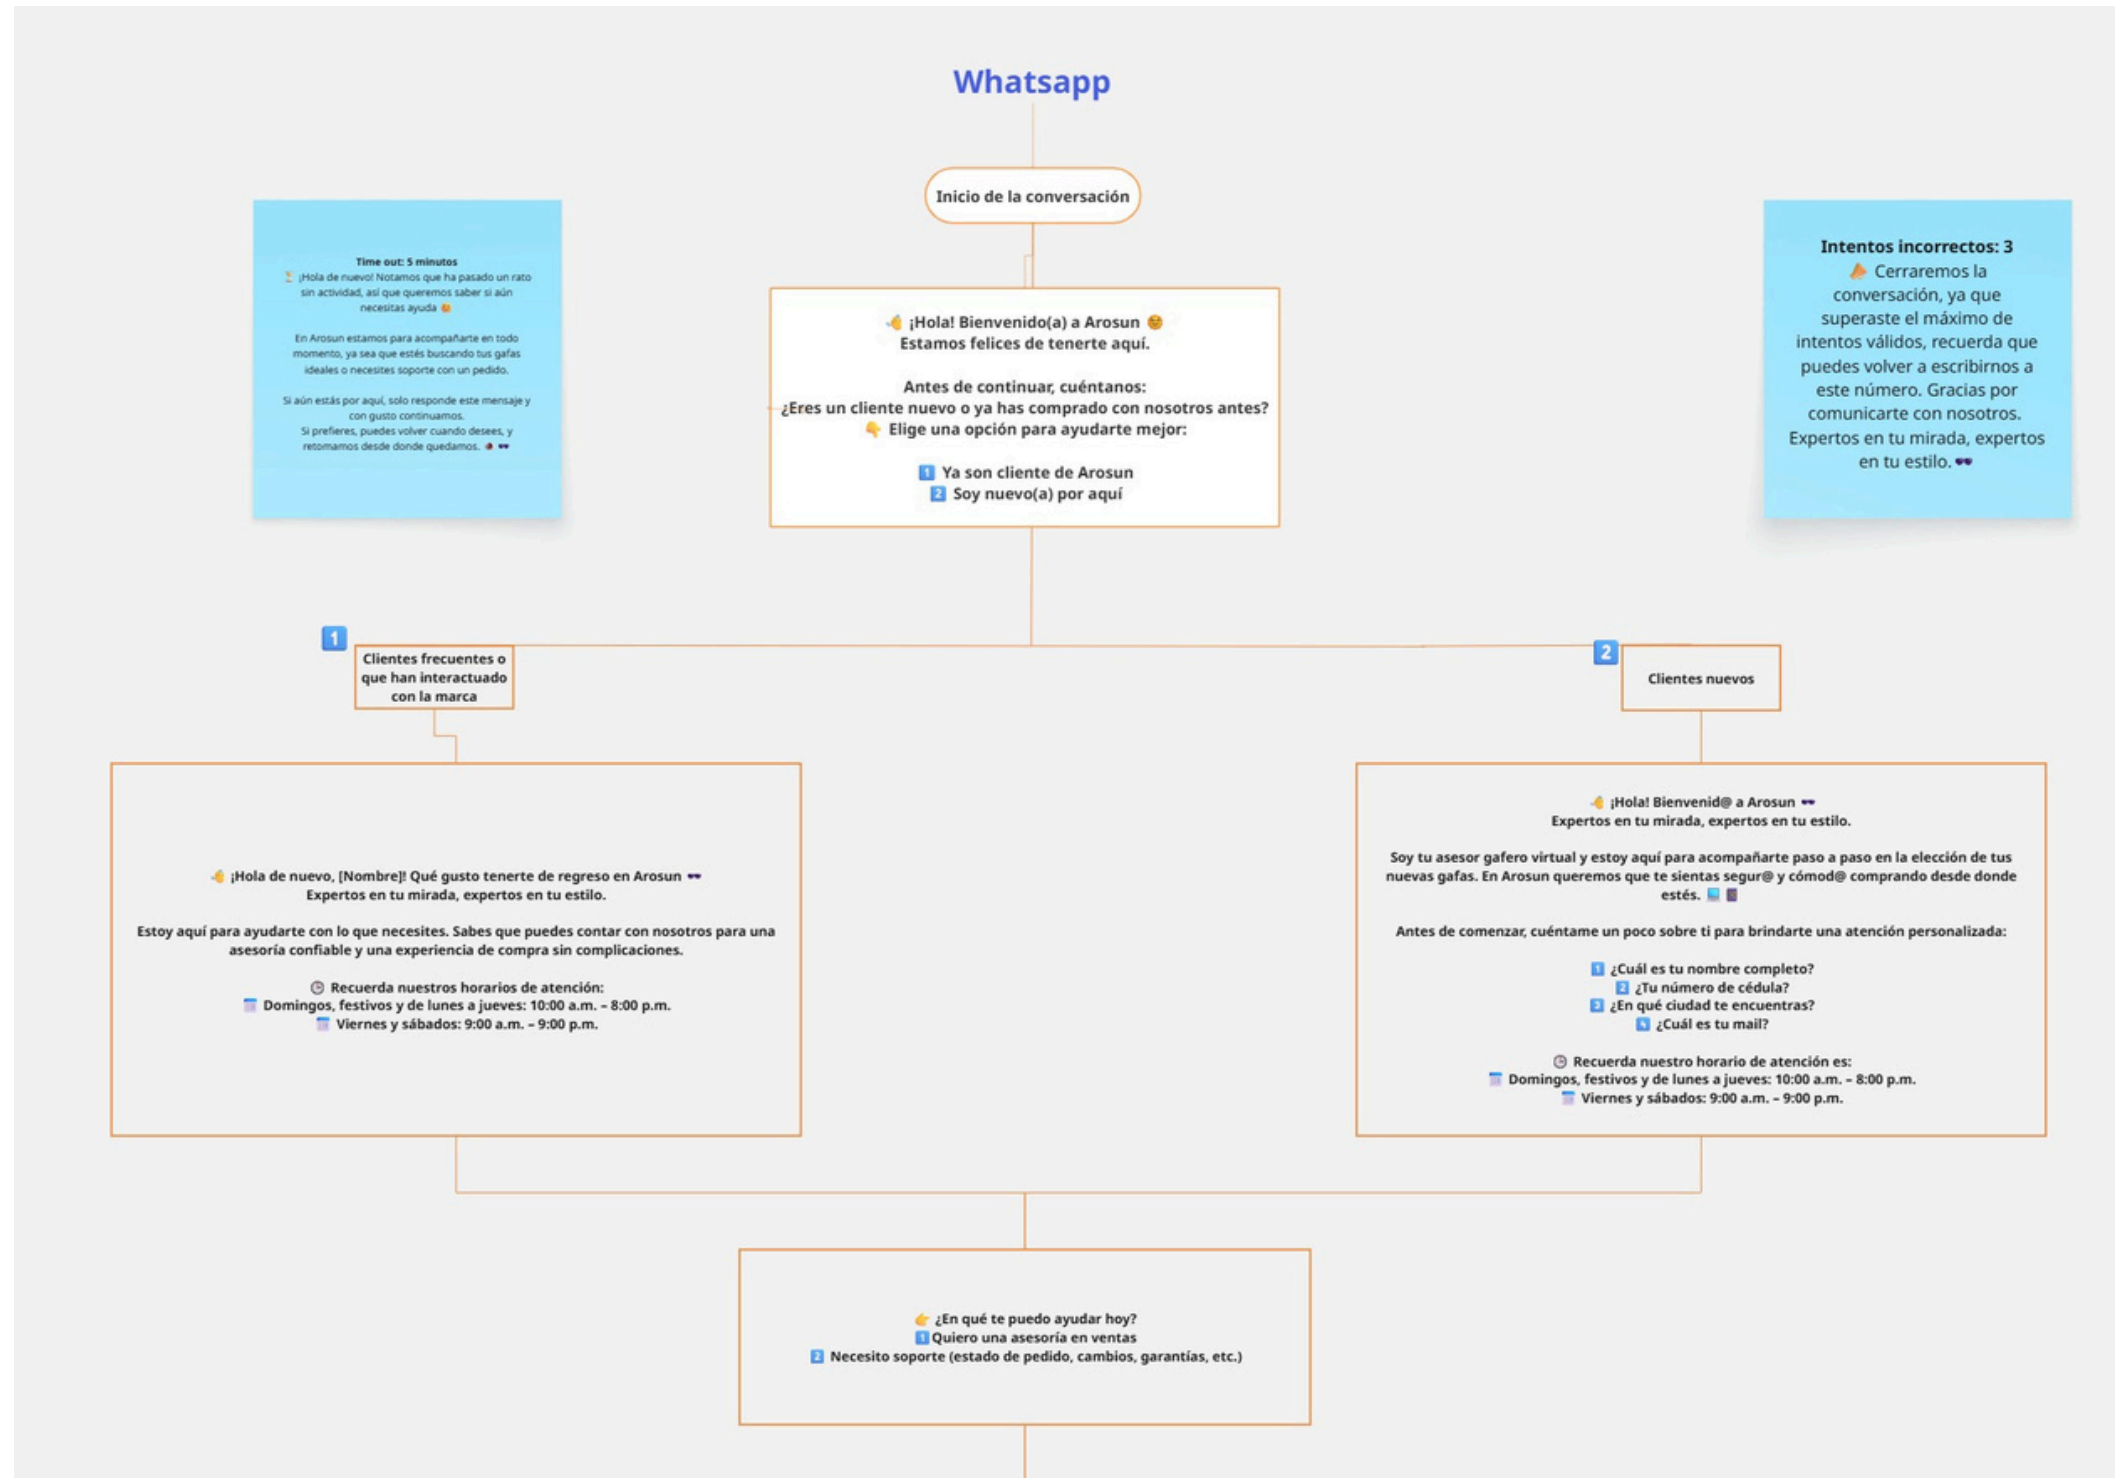 Whatsapp
Inicio de la conversación
Time out: 5 minutos
⏳ ¡Hola de nuevo! Notamos que ha pasado un rato
sin actividad, así que queremos saber si aún
necesitas ayuda 😊
En Arosun estamos para acompañarte en todo
momento, ya sea que estés buscando tus gafas
ideales o necesites soporte con un pedido.
Si aún estás por aquí, solo responde este mensaje y
con gusto continuamos.
Si prefieres, puedes volver cuando desees, y
retomamos desde donde quedamos. 🕶️
Intentos incorrectos: 3
📣 Cerraremos la
conversación, ya que
superaste el máximo de
intentos válidos, recuerda que
puedes volver a escribirnos a
este número. Gracias por
comunicarte con nosotros.
Expertos en tu mirada, expertos
en tu estilo. 🕶️
👋 ¡Hola! Bienvenido(a) a Arosun 😊
Estamos felices de tenerte aquí.
Antes de continuar, cuéntanos:
¿Eres un cliente nuevo o ya has comprado con nosotros antes?
👇 Elige una opción para ayudarte mejor:
1️⃣ Ya son cliente de Arosun
2️⃣ Soy nuevo(a) por aquí
1️⃣
Clientes frecuentes o
que han interactuado
con la marca
2️⃣
Clientes nuevos
👋 ¡Hola de nuevo, [Nombre]! Qué gusto tenerte de regreso en Arosun 🕶️
Expertos en tu mirada, expertos en tu estilo.
Estoy aquí para ayudarte con lo que necesites. Sabes que puedes contar con nosotros para una
asesoría confiable y una experiencia de compra sin complicaciones.
🕒 Recuerda nuestros horarios de atención:
🗓️ Domingos, festivos y de lunes a jueves: 10:00 a.m. – 8:00 p.m.
🗓️ Viernes y sábados: 9:00 a.m. – 9:00 p.m.
👋 ¡Hola! Bienvenid@ a Arosun 🕶️
Expertos en tu mirada, expertos en tu estilo.
Soy tu asesor gafero virtual y estoy aquí para acompañarte paso a paso en la elección de tus
nuevas gafas. En Arosun queremos que te sientas segur@ y cómod@ comprando desde donde
estés. 💻 📱
Antes de comenzar, cuéntame un poco sobre ti para brindarte una atención personalizada:
1️⃣ ¿Cuál es tu nombre completo?
2️⃣ ¿Tu número de cédula?
3️⃣ ¿En qué ciudad te encuentras?
4️⃣ ¿Cuál es tu mail?
🕒 Recuerda nuestro horario de atención es:
🗓️ Domingos, festivos y de lunes a jueves: 10:00 a.m. – 8:00 p.m.
🗓️ Viernes y sábados: 9:00 a.m. – 9:00 p.m.
👉 ¿En qué te puedo ayudar hoy?
1️⃣ Quiero una asesoría en ventas
2️⃣ Necesito soporte (estado de pedido, cambios, garantías, etc.)